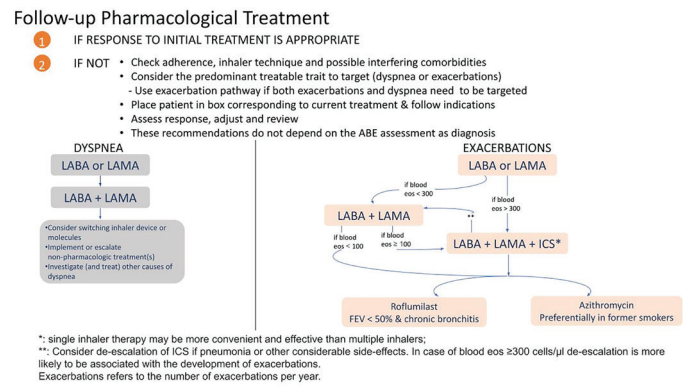 Follow-up Pharmacological Treatment
1 IF RESPONSE TO INITIAL TREATMENT IS APPROPRIATE
2 IF NOT • Check adherence, inhaler technique and possible interfering comorbidities
• Consider the predominant treatable trait to target (dyspnea or exacerbations)
- Use exacerbation pathway if both exacerbations and dyspnea need to be targeted
• Place patient in box corresponding to current treatment & follow indications
• Assess response, adjust and review
• These recommendations do not depend on the ABE assessment as diagnosis
DYSPNEA
LABA or LAMA
LABA + LAMA
•Consider switching inhaler device or
molecules
•Implement or escalate
non-pharmacologic treatment(s)
•Investigate (and treat) other causes of
dyspnea
EXACERBATIONS
LABA or LAMA
if blood
eos < 300
if blood
eos > 300
**
LABA + LAMA
if blood
eos < 100
if blood
eos ≥ 100
LABA + LAMA + ICS*
Roflumilast
FEV < 50% & chronic bronchitis
Azithromycin
Preferentially in former smokers
*: single inhaler therapy may be more convenient and effective than multiple inhalers;
**: Consider de-escalation of ICS if pneumonia or other considerable side-effects. In case of blood eos ≥300 cells/µl de-escalation is more
likely to be associated with the development of exacerbations.
Exacerbations refers to the number of exacerbations per year.